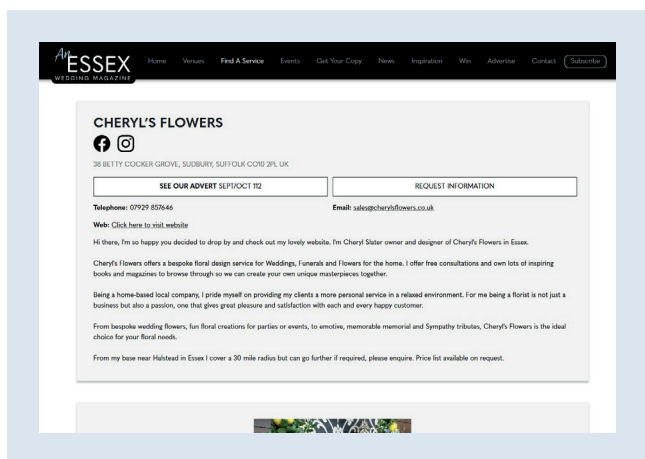 An
ESSEX
WEDDING MAGAZINE
Home Venues Find A Service Events Get Your Copy News Inspiration Win Advertise Contact Subscribe
CHERYL'S FLOWERS
38 BETTY COCKER GROVE, SUDBURY, SUFFOLK CO10 2PL UK
SEE OUR ADVERT SEPT/OCT 112
REQUEST INFORMATION
Telephone: 07929 857646
Email: sales@cherylsflowers.co.uk
Web: Click here to visit website
Hi there, I'm so happy you decided to drop by and check out my lovely website. I'm Cheryl Slater owner and designer of Cheryl's Flowers in Essex.
Cheryl's Flowers offers a bespoke floral design service for Weddings, Funerals and Flowers for the home. I offer free consultations and own lots of inspiring
books and magazines to browse through so we can create your own unique masterpieces together.
Being a home-based local company, I pride myself on providing my clients a more personal service in a relaxed environment. For me being a florist is not just a
business but also a passion, one that gives great pleasure and satisfaction with each and every happy customer.
From bespoke wedding flowers, fun floral creations for parties or events, to emotive, memorable memorial and Sympathy tributes, Cheryl's Flowers is the ideal
choice for your floral needs.
From my base near Halstead in Essex I cover a 30 mile radius but can go further if required, please enquire. Price list available on request.